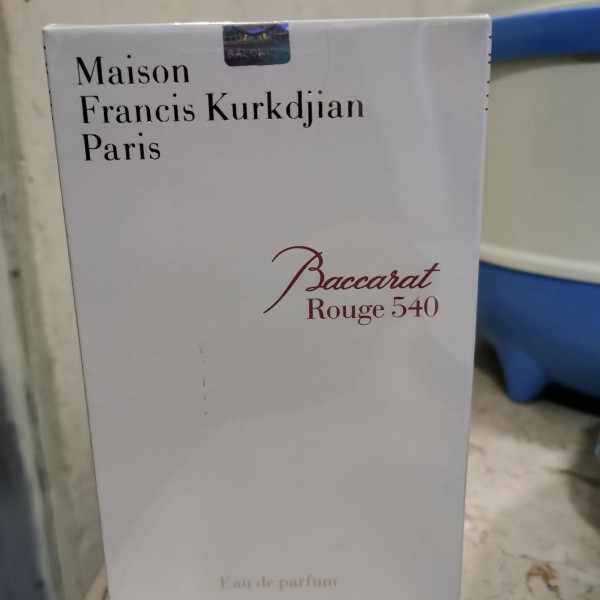 Maison
Francis Kurkdjian
Paris
Baccarat
Rouge 540
Eau de parfum